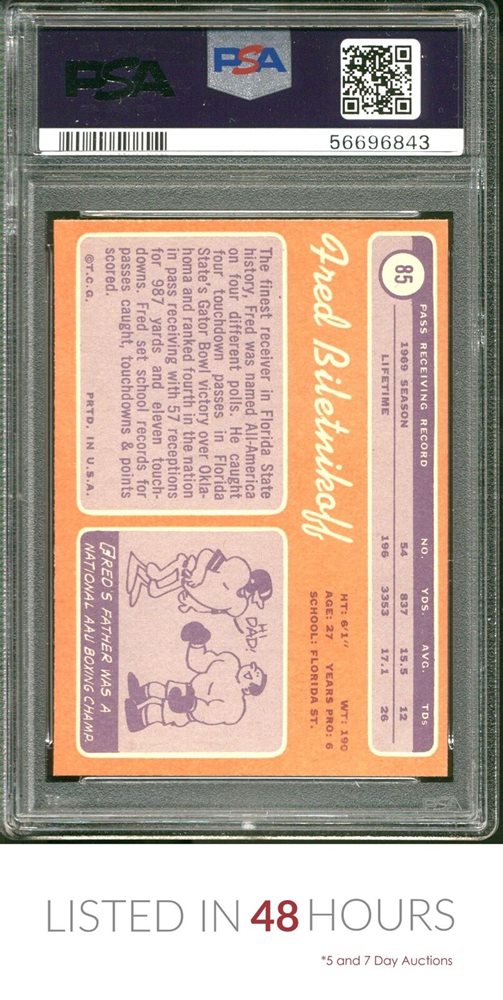 PSA
PSA
56696843
85
PASS RECEIVING RECORD NO. YDS. AVG. TDs
1969 SEASON 54 837 15.5 12
LIFETIME 196 3353 17.1 26
Fred Biletnikoff
HT: 6'1" WT: 190
AGE: 27 YEARS PRO: 6
SCHOOL: FLORIDA ST.
The finest receiver in Florida State
history, Fred was named All-America
on four different polls. He caught
four touchdown passes in Florida
State's Gator Bowl victory over Okla-
homa and ranked fourth in the nation
in pass receiving with 57 receptions
for 987 yards and eleven touch-
downs. Fred set school records for
passes caught, touchdowns & points
scored.
©T.C.G. PRTD. IN U.S.A.
HI,
DAD!
FRED'S FATHER WAS A
NATIONAL AAU BOXING CHAMP.
PSA
LISTED IN 48 HOURS
*5 and 7 Day Auctions